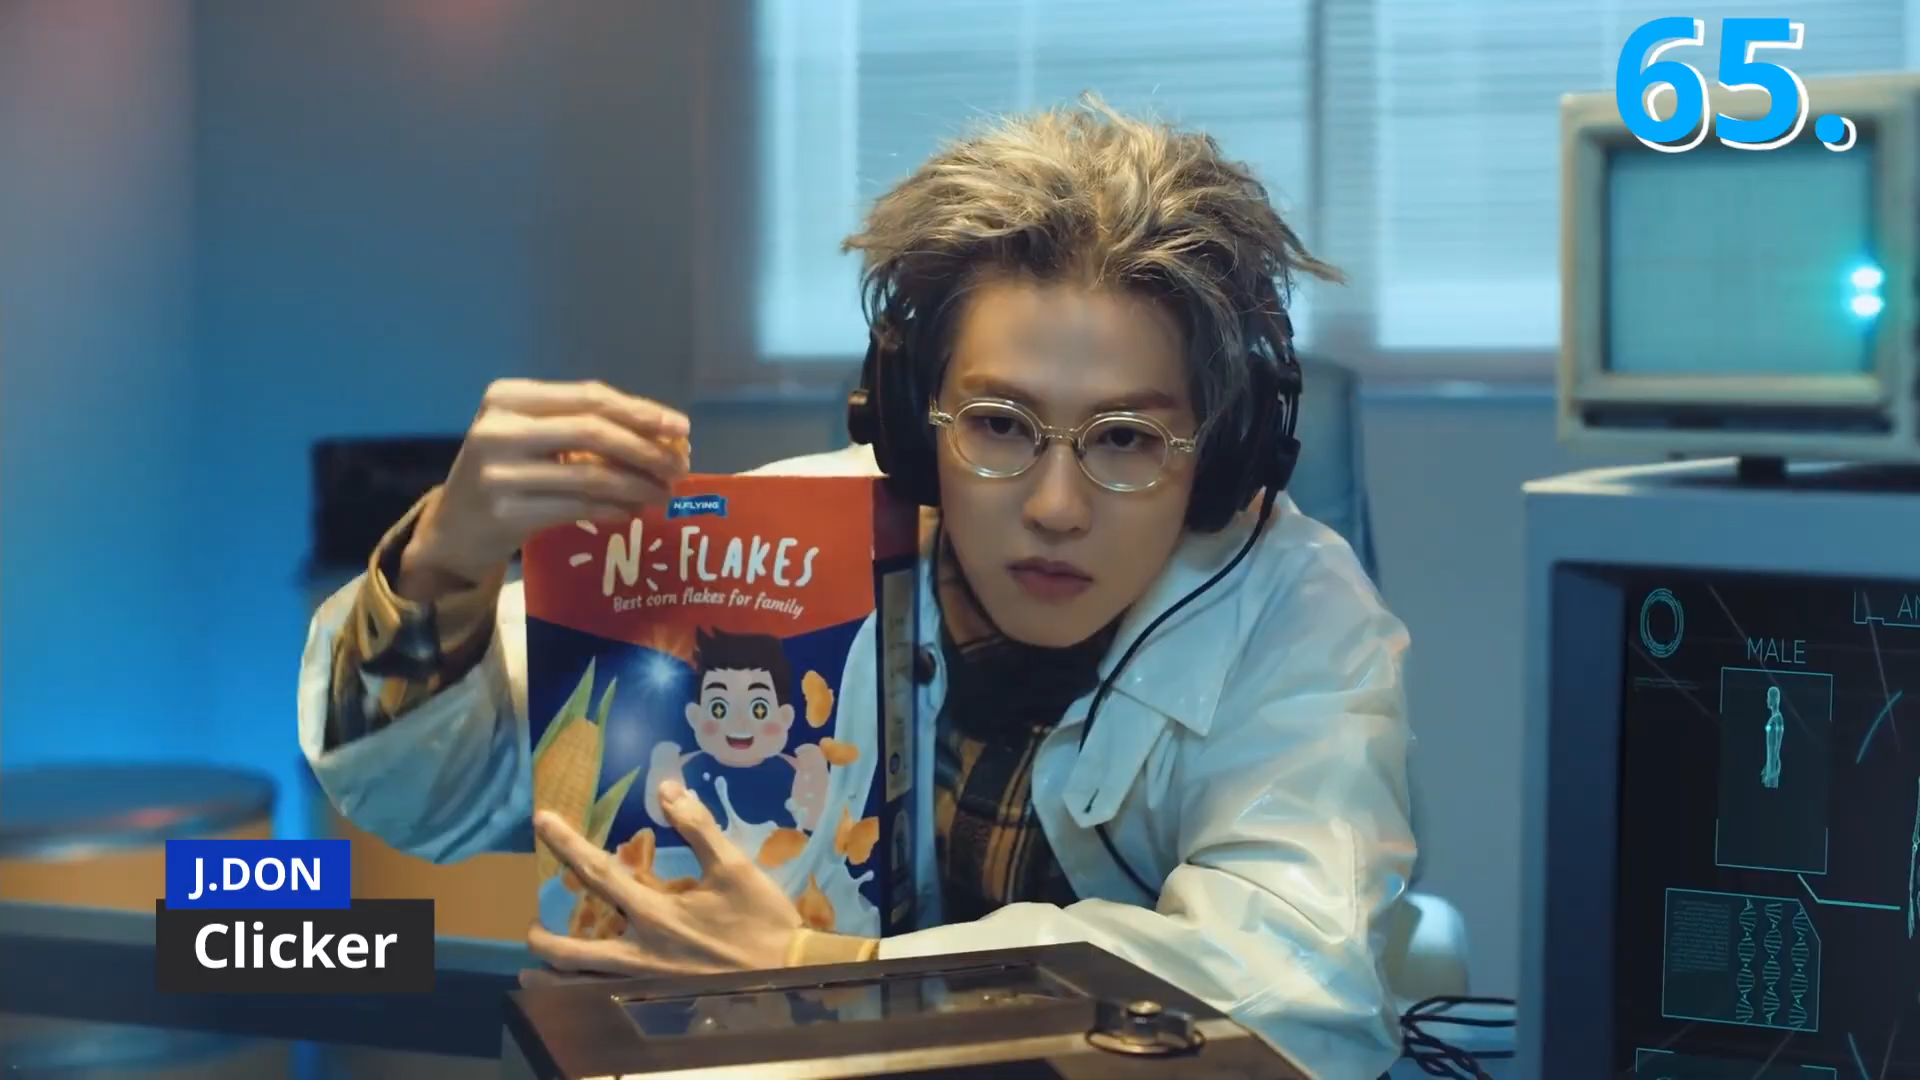 65.
N.FLYING
N FLAKES
Best corn flakes for family
MALE
J.DON
Clicker